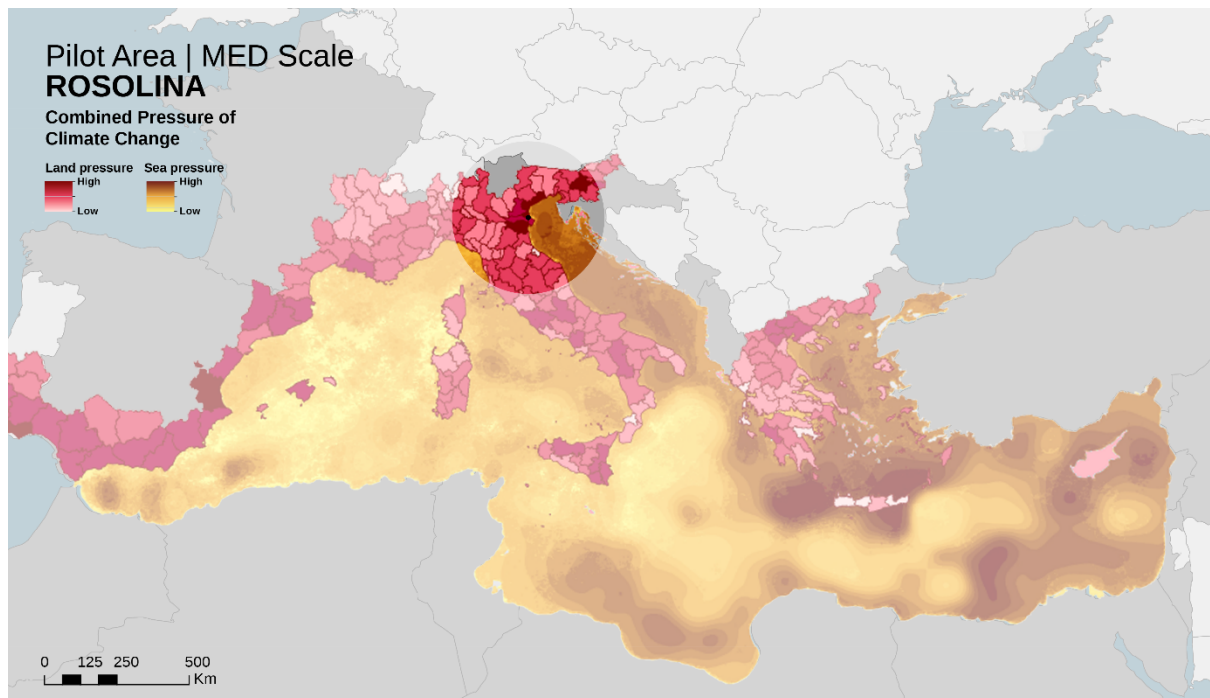 Pilot Area | MED Scale
ROSOLINA
Combined Pressure of
Climate Change
Land pressure Sea pressure
High High
Low Low
0 125 250 500
Km